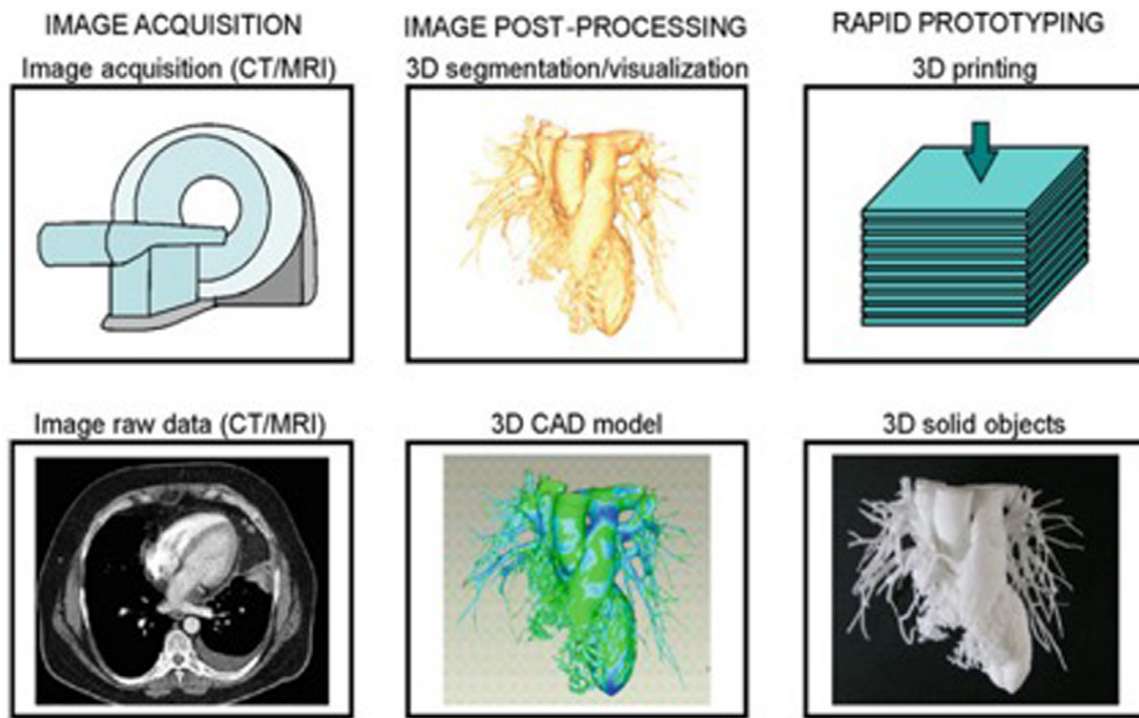 IMAGE ACQUISITION
Image acquisition (CT/MRI)
IMAGE POST-PROCESSING
3D segmentation/visualization
RAPID PROTOTYPING
3D printing
Image raw data (CT/MRI)
3D CAD model
3D solid objects